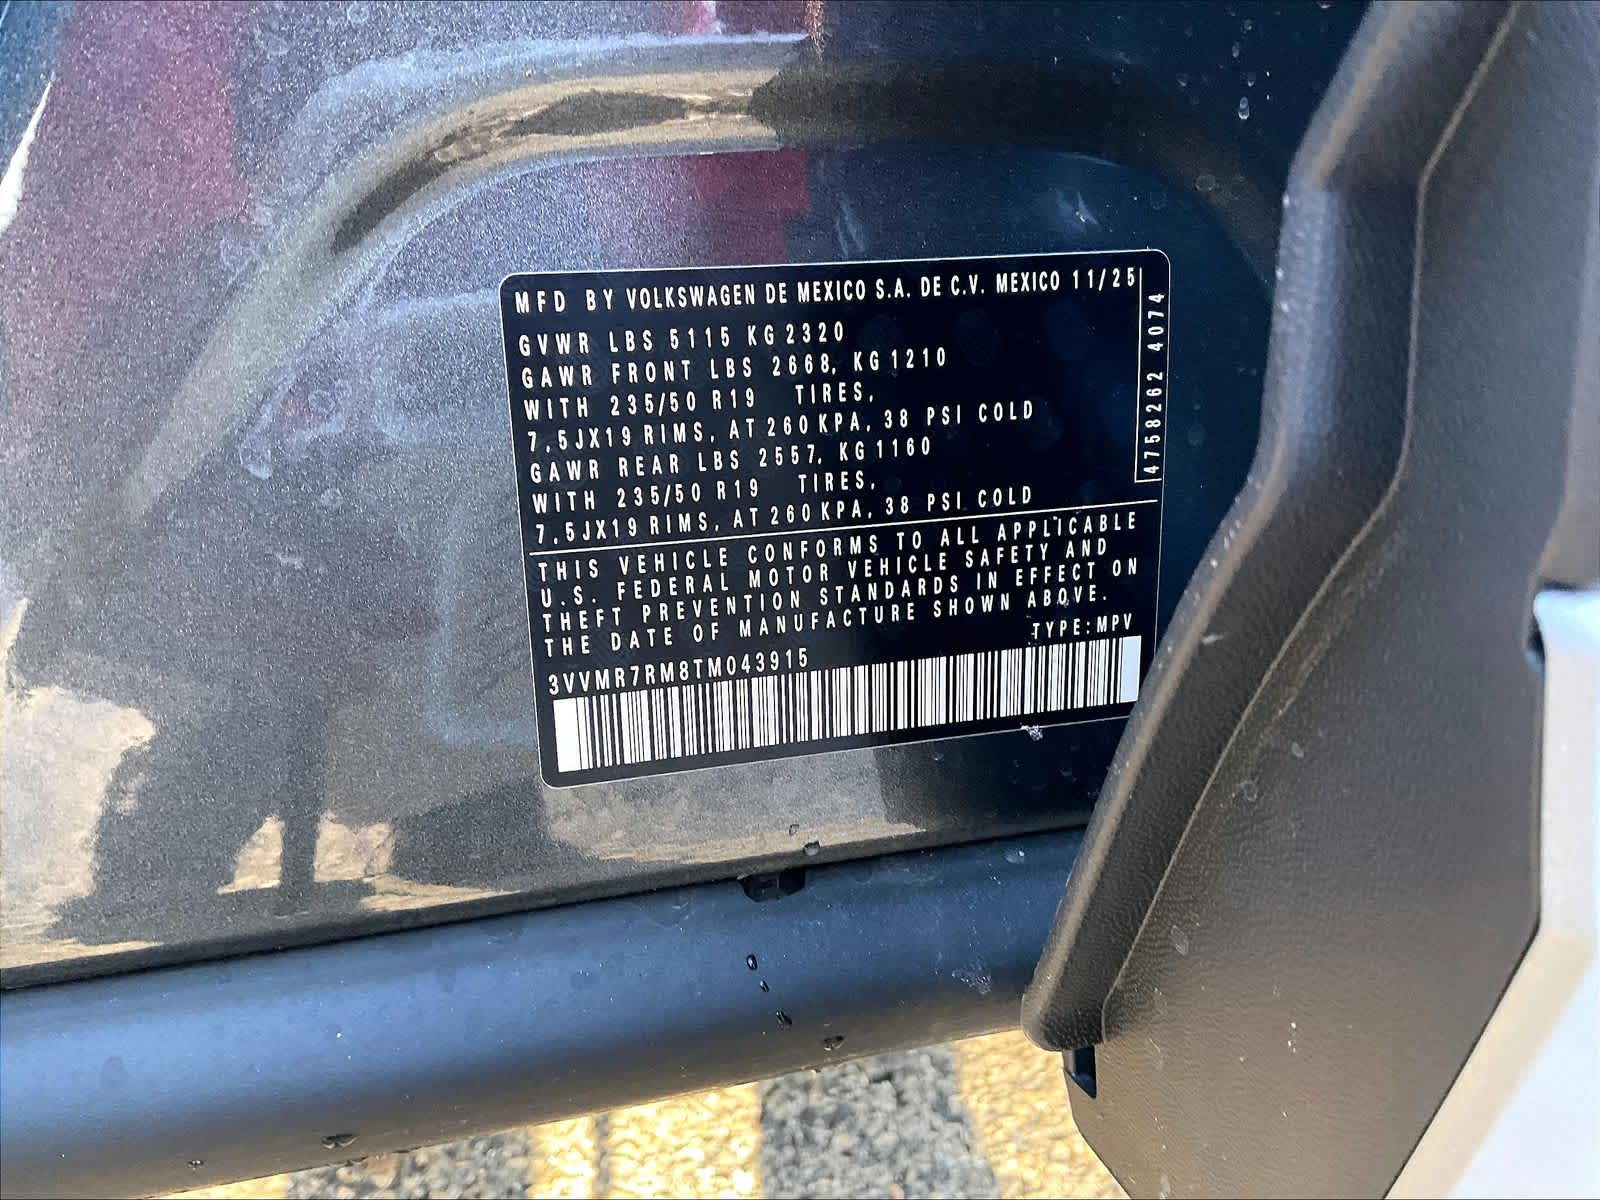 MFD BY VOLKSWAGEN DE MEXICO S.A. DE C.V. MEXICO 11/25
GVWR LBS 5115 KG 2320
GAWR FRONT LBS 2668, KG 1210
WITH 235/50 R19 TIRES,
7,5JX19 RIMS, AT 260 KPA, 38 PSI COLD
GAWR REAR LBS 2557, KG 1160
WITH 235/50 R19 TIRES,
7,5JX19 RIMS, AT 260 KPA, 38 PSI COLD
4758262 4074
THIS VEHICLE CONFORMS TO ALL APPLICABLE
U.S. FEDERAL MOTOR VEHICLE SAFETY AND
THEFT PREVENTION STANDARDS IN EFFECT ON
THE DATE OF MANUFACTURE SHOWN ABOVE.
TYPE:MPV
3VVMR7RM8TM043915